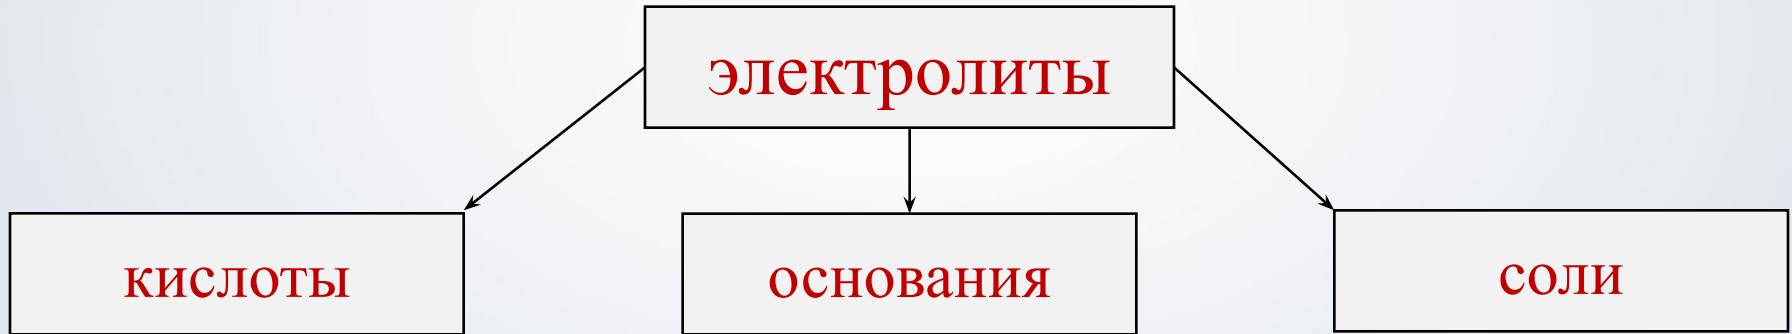 электролиты
кислоты
основания
соли